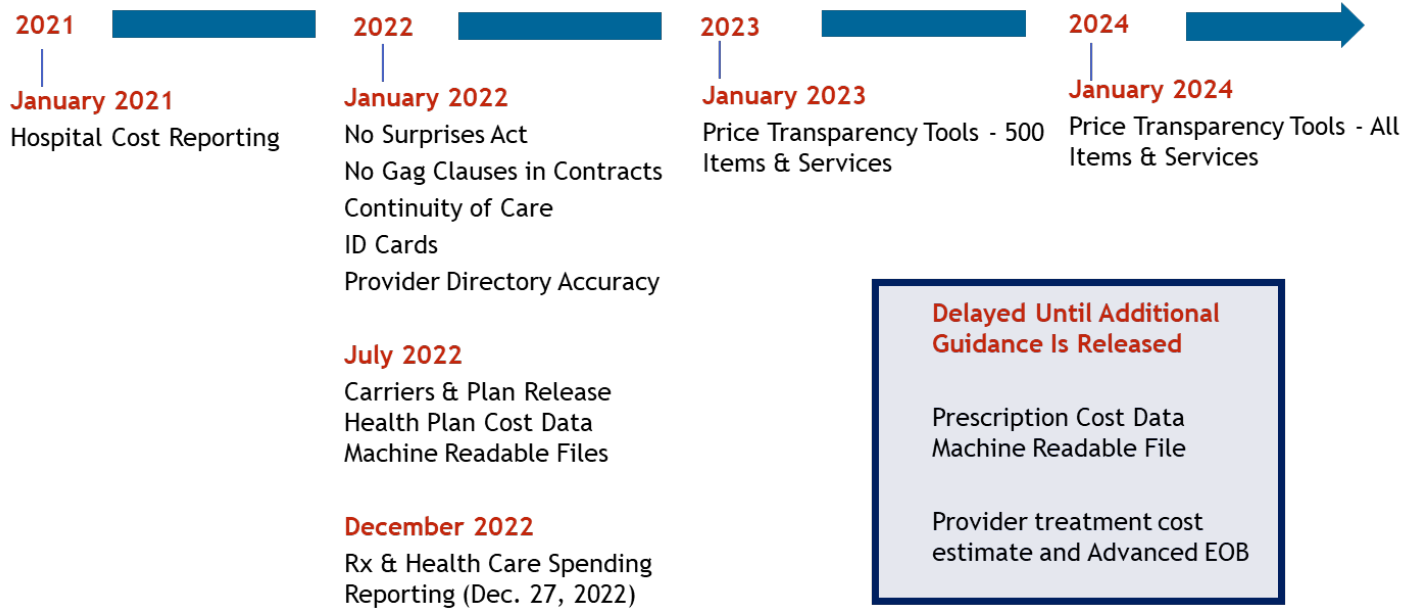 2021
January 2021
Hospital Cost Reporting
2022
January 2022
No Surprises Act
No Gag Clauses in Contracts
Continuity of Care
ID Cards
Provider Directory Accuracy
July 2022
Carriers & Plan Release
Health Plan Cost Data
Machine Readable Files
December 2022
Rx & Health Care Spending
Reporting (Dec. 27, 2022)
2023
January 2023
Price Transparency Tools - 500
Items & Services
2024
January 2024
Price Transparency Tools - All
Items & Services
Delayed Until Additional
Guidance Is Released
Prescription Cost Data
Machine Readable File
Provider treatment cost
estimate and Advanced EOB